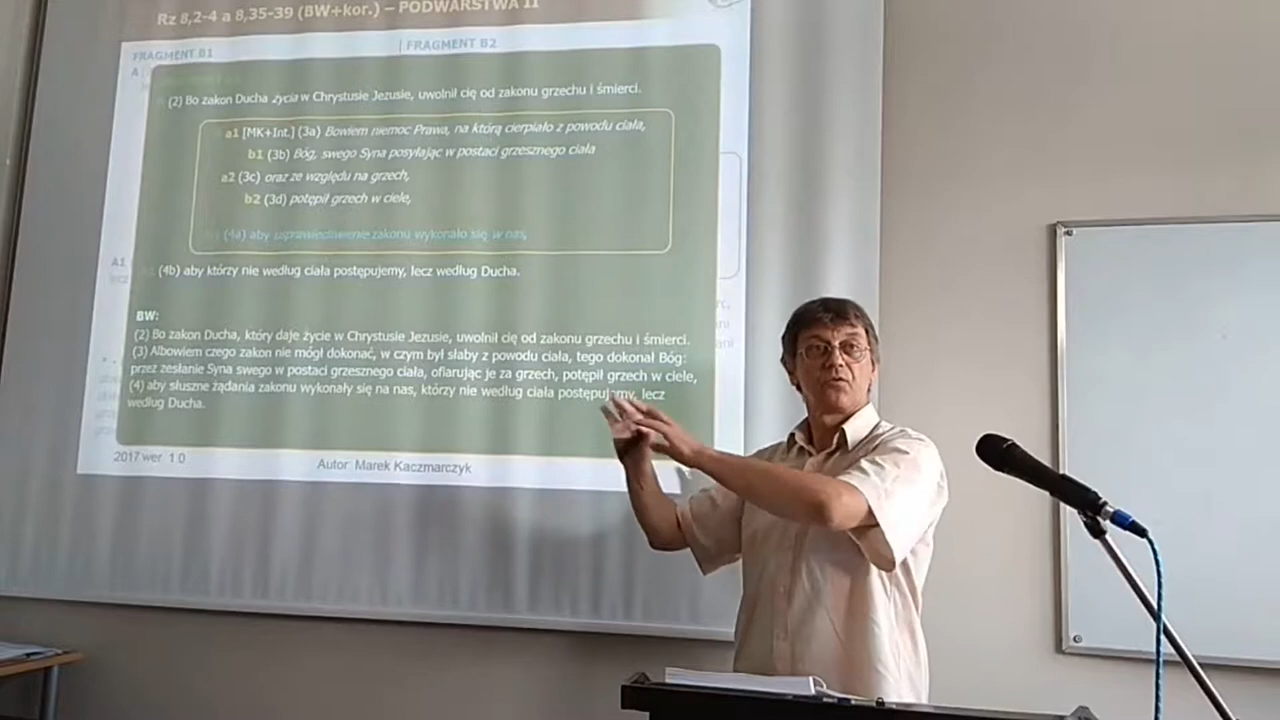 Rz 8,2-4 a 8,35-39 (BW+kor.) – PODWARSTWA II
FRAGMENT B1 | FRAGMENT B2
A
(2) Bo zakon Ducha życia w Chrystusie Jezusie, uwolnił cię od zakonu grzechu i śmierci.
a1 [MK+Int.] (3a) Bowiem niemoc Prawa, na którą cierpiało z powodu ciała,
b1 (3b) Bóg, swego Syna posyłając w postaci grzesznego ciała
a2 (3c) oraz ze względu na grzech,
b2 (3d) potępił grzech w ciele,
(4a) aby usprawiedliwienie zakonu wykonało się w nas,
A1
(4b) aby którzy nie według ciała postępujemy, lecz według Ducha.
BW:
(2) Bo zakon Ducha, który daje życie w Chrystusie Jezusie, uwolnił cię od zakonu grzechu i śmierci.
(3) Albowiem czego zakon nie mógł dokonać, w czym był słaby z powodu ciała, tego dokonał Bóg:
przez zesłanie Syna swego w postaci grzesznego ciała, ofiarując je za grzech, potępił grzech w ciele,
(4) aby słuszne żądania zakonu wykonały się na nas, którzy nie według ciała postępujemy, lecz
według Ducha.
2017 wer. 1.0 Autor: Marek Kaczmarczyk